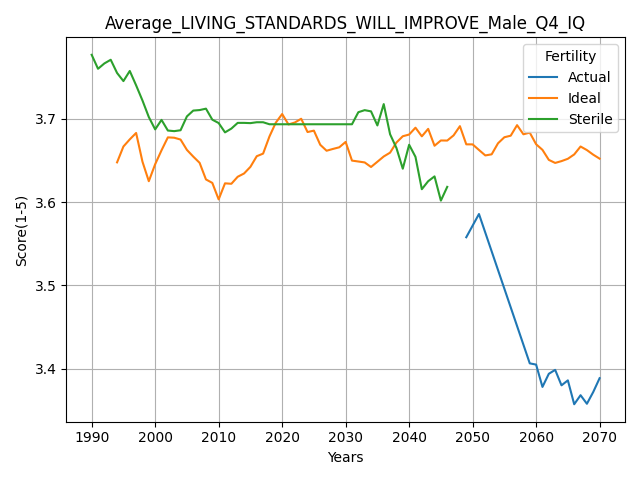 Average_LIVING_STANDARDS_WILL_IMPROVE_Male_Q4_IQ
Fertility
Actual
Ideal
Sterile
Score(1-5)
3.7
3.6
3.5
3.4
1990 2000 2010 2020 2030 2040 2050 2060 2070
Years